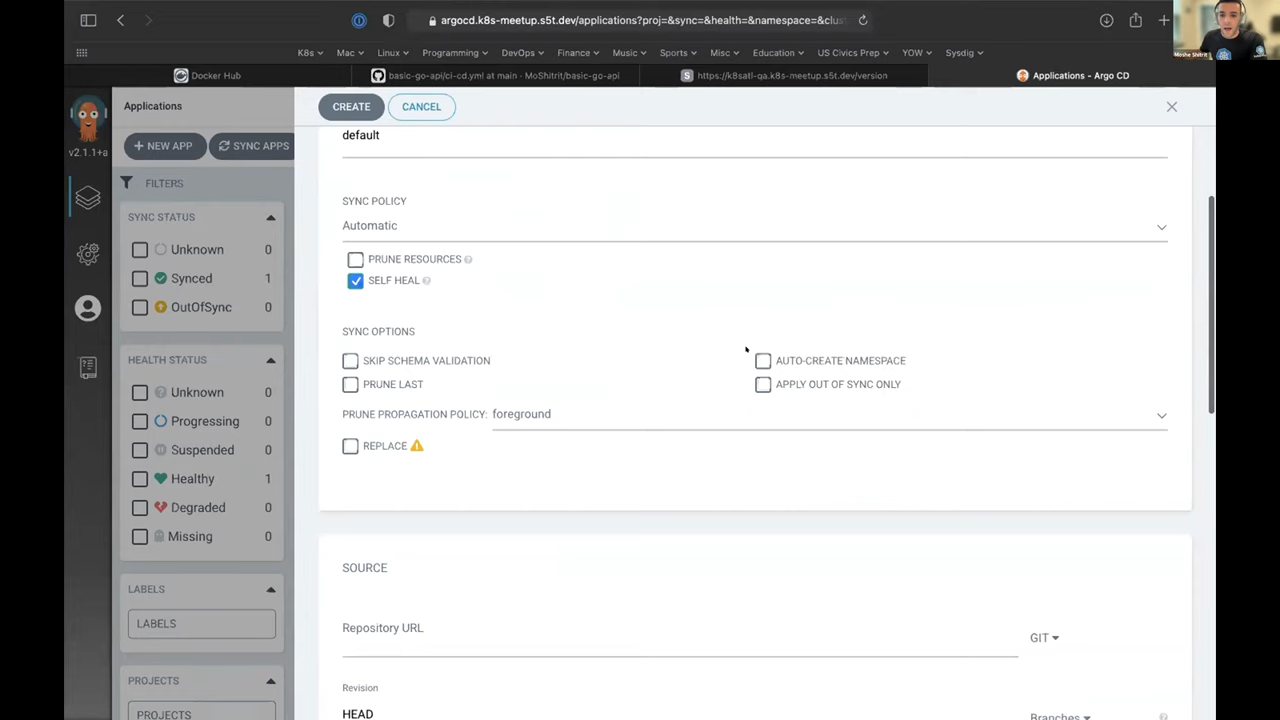 argocd.k8s-meetup.s5t.dev/applications?proj=&sync=&health=&namespace=&clus
Moshe Shitrit
K8s Mac Linux Programming DevOps Finance Music Sports Misc Education US Civics Prep YOW Sysdig
Docker Hub
basic-go-api/ci-cd.yml at main - MoShitrit/basic-go-api
S https://k8satl-qa.k8s-meetup.s5t.dev/version
Applications - Argo CD
v2.1.1+a
Applications
+ NEW APP
SYNC APPS
FILTERS
SYNC STATUS
Unknown 0
Synced 1
OutOfSync 0
HEALTH STATUS
Unknown 0
Progressing 0
Suspended 0
Healthy 1
Degraded 0
Missing 0
LABELS
LABELS
PROJECTS
PROJECTS
CREATE
CANCEL
default
SYNC POLICY
Automatic
PRUNE RESOURCES
SELF HEAL
SYNC OPTIONS
SKIP SCHEMA VALIDATION
AUTO-CREATE NAMESPACE
PRUNE LAST
APPLY OUT OF SYNC ONLY
PRUNE PROPAGATION POLICY: foreground
REPLACE
SOURCE
Repository URL
GIT
Revision
HEAD
Branches